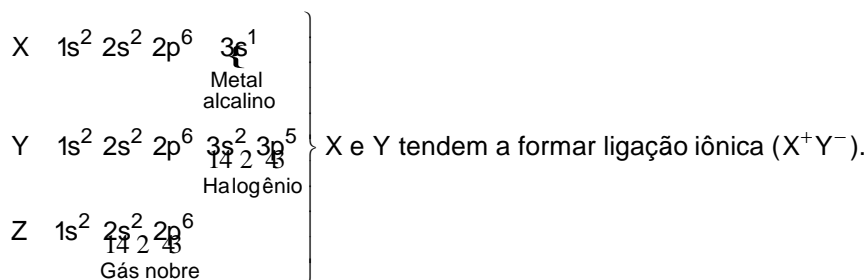 X 1s² 2s² 2p⁶ 3s¹
Metal
alcalino
Y 1s² 2s² 2p⁶ 3s² 3p⁵
Halogênio
X e Y tendem a formar ligação iônica (X⁺Y⁻).
Z 1s² 2s² 2p⁶
Gás nobre